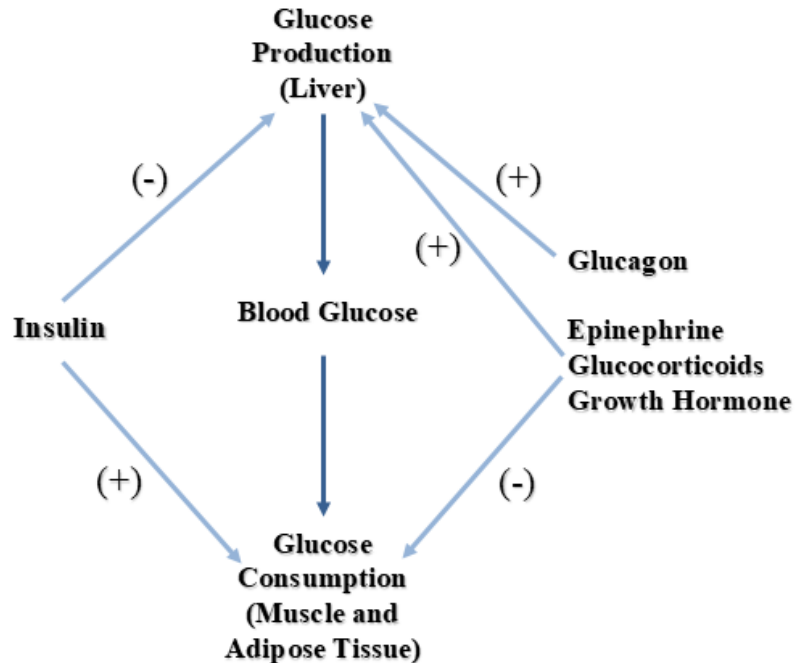 Glucose
Production
(Liver)
(-)
(+)
(+)
Glucagon
Insulin
Blood Glucose
Epinephrine
Glucocorticoids
Growth Hormone
(+)
(-)
Glucose
Consumption
(Muscle and
Adipose Tissue)